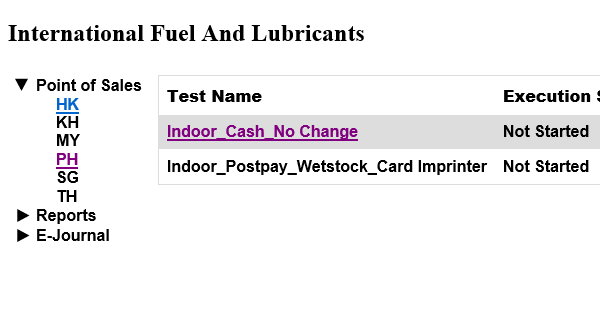 International Fuel And Lubricants
▼ Point of Sales
HK
KH
MY
PH
SG
TH
▶ Reports
▶ E-Journal
Test Name Execution S
Indoor_Cash_No Change Not Started
Indoor_Postpay_Wetstock_Card Imprinter Not Started